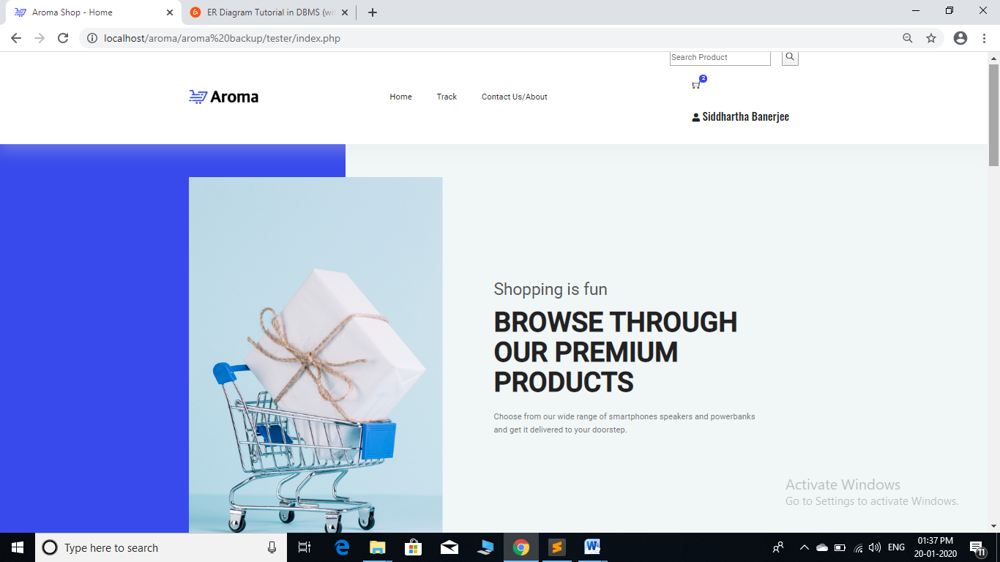 Aroma Shop - Home
ER Diagram Tutorial in DBMS (wi
localhost/aroma/aroma%20backup/tester/index.php
Search Product
2
Aroma
Home Track Contact Us/About
Siddhartha Banerjee
Shopping is fun
BROWSE THROUGH
OUR PREMIUM
PRODUCTS
Choose from our wide range of smartphones speakers and powerbanks
and get it delivered to your doorstep.
Activate Windows
Go to Settings to activate Windows.
Type here to search
ENG
01:37 PM
20-01-2020
11